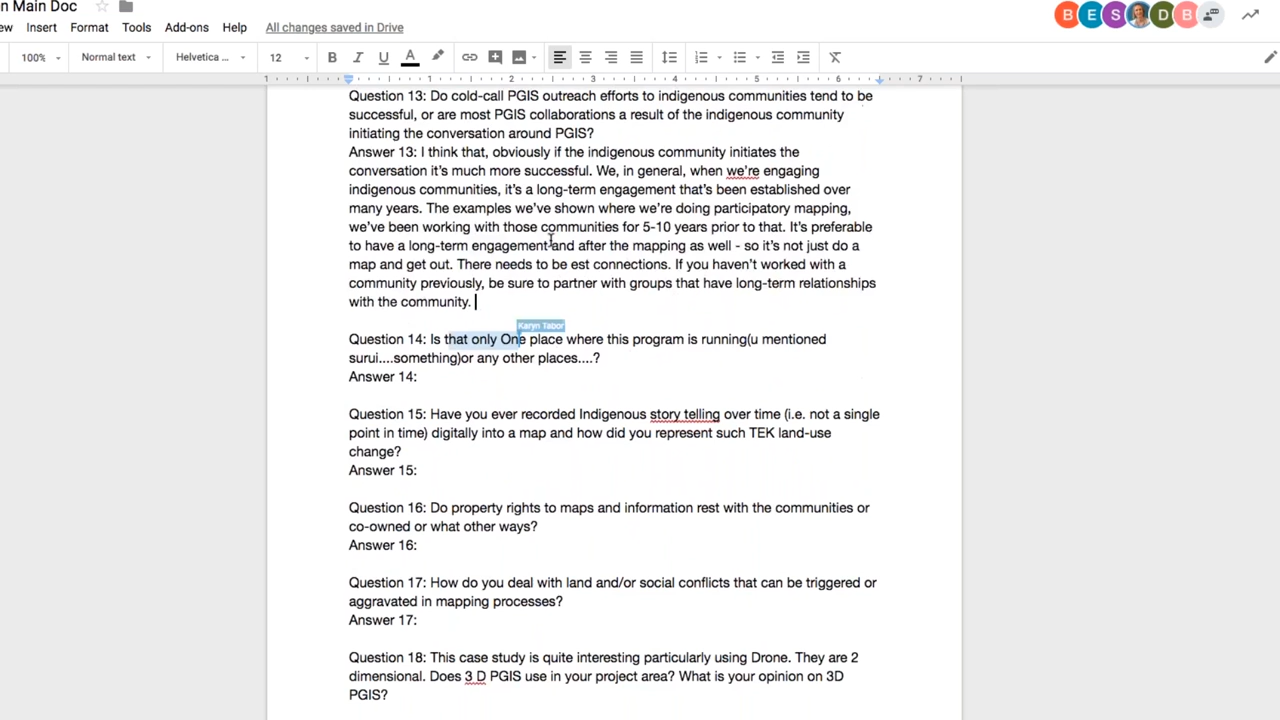 n Main Doc
ew Insert Format Tools Add-ons Help All changes saved in Drive
B E S D B
100% Normal text Helvetica ... 12 B I U A
1 1 2 3 4 5 6 7
Question 13: Do cold-call PGIS outreach efforts to indigenous communities tend to be
successful, or are most PGIS collaborations a result of the indigenous community
initiating the conversation around PGIS?
Answer 13: I think that, obviously if the indigenous community initiates the
conversation it’s much more successful. We, in general, when we're engaging
indigenous communities, it’s a long-term engagement that’s been established over
many years. The examples we’ve shown where we’re doing participatory mapping,
we’ve been working with those communities for 5-10 years prior to that. It’s preferable
to have a long-term engagement and after the mapping as well - so it’s not just do a
map and get out. There needs to be est connections. If you haven’t worked with a
community previously, be sure to partner with groups that have long-term relationships
with the community.
Karyn Tabor
Question 14: Is that only One place where this program is running(u mentioned
surui....something)or any other places....?
Answer 14:
Question 15: Have you ever recorded Indigenous story telling over time (i.e. not a single
point in time) digitally into a map and how did you represent such TEK land-use
change?
Answer 15:
Question 16: Do property rights to maps and information rest with the communities or
co-owned or what other ways?
Answer 16:
Question 17: How do you deal with land and/or social conflicts that can be triggered or
aggravated in mapping processes?
Answer 17:
Question 18: This case study is quite interesting particularly using Drone. They are 2
dimensional. Does 3 D PGIS use in your project area? What is your opinion on 3D
PGIS?